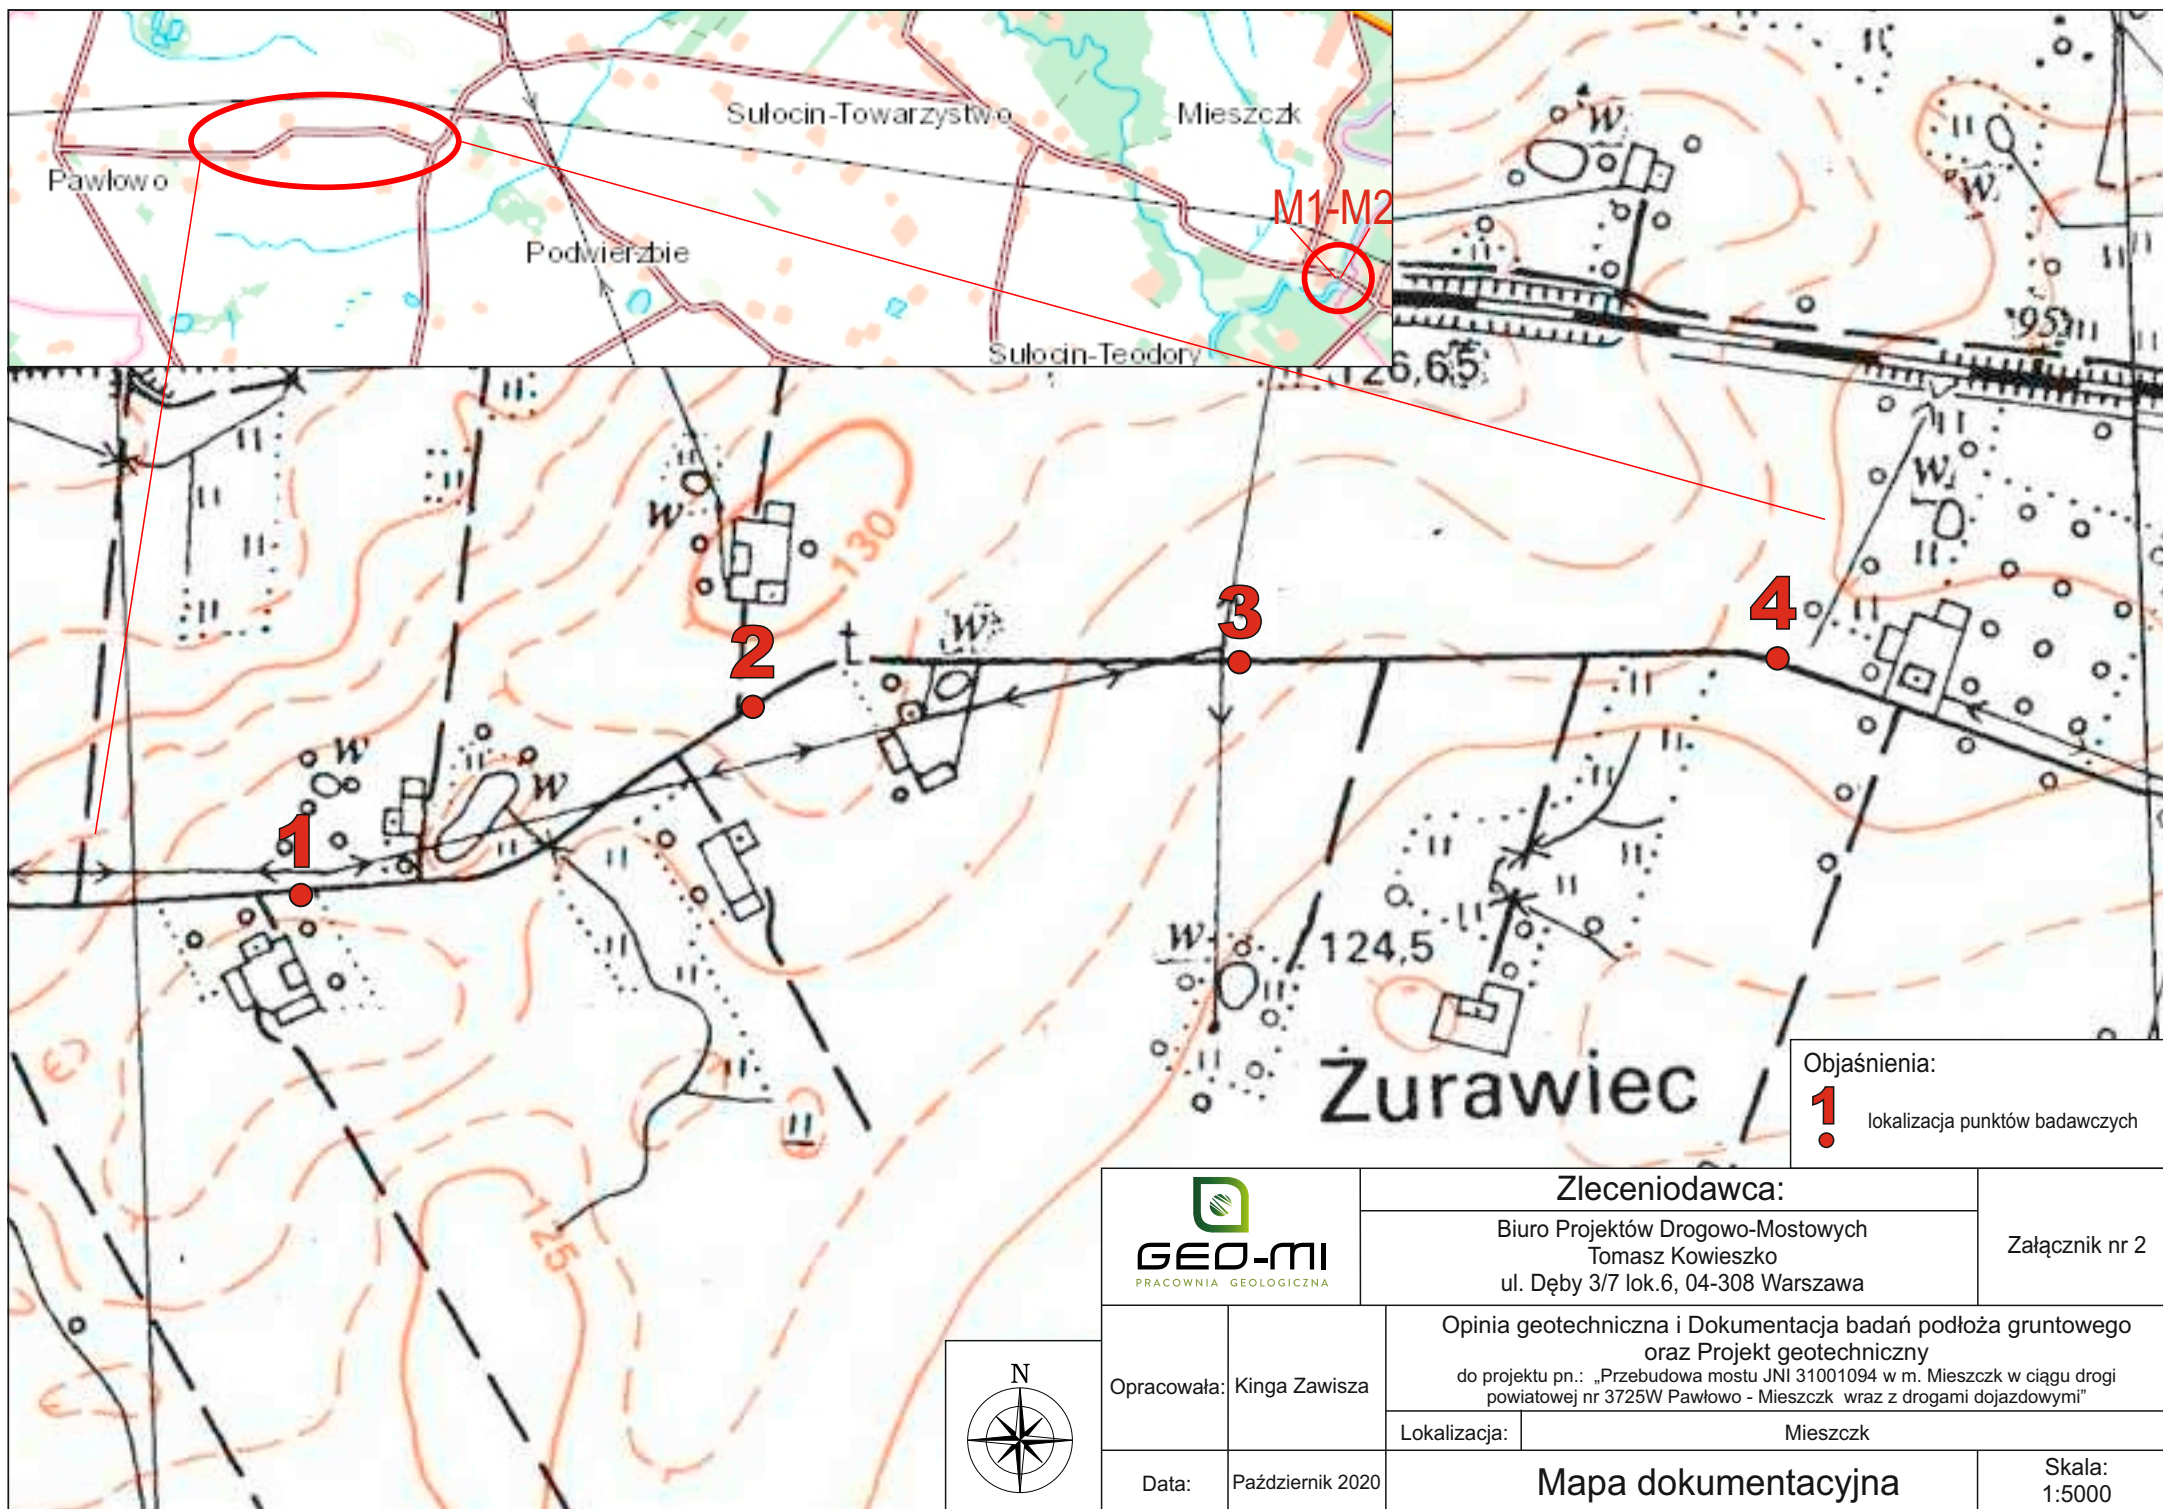 Sułocin-Towarzystwo
Mieszczk
Pawłowo
M1-M2
Podwierzbie
Sułocin-Teodory
W
W
95
126,65
W
W
130
W
W
W
W
1
2
3
4
W
124,5
Żurawiec
125
Objaśnienia:
1
lokalizacja punktów badawczych
GEO-MI
PRACOWNIA GEOLOGICZNA
Zleceniodawca:
Biuro Projektów Drogowo-Mostowych
Tomasz Kowieszko
ul. Dęby 3/7 lok.6, 04-308 Warszawa
Załącznik nr 2
N
Opracowała:
Kinga Zawisza
Opinia geotechniczna i Dokumentacja badań podłoża gruntowego
oraz Projekt geotechniczny
do projektu pn.: „Przebudowa mostu JNI 31001094 w m. Mieszczk w ciągu drogi
powiatowej nr 3725W Pawłowo - Mieszczk wraz z drogami dojazdowymi"
Lokalizacja:
Mieszczk
Data:
Październik 2020
Mapa dokumentacyjna
Skala:
1:5000